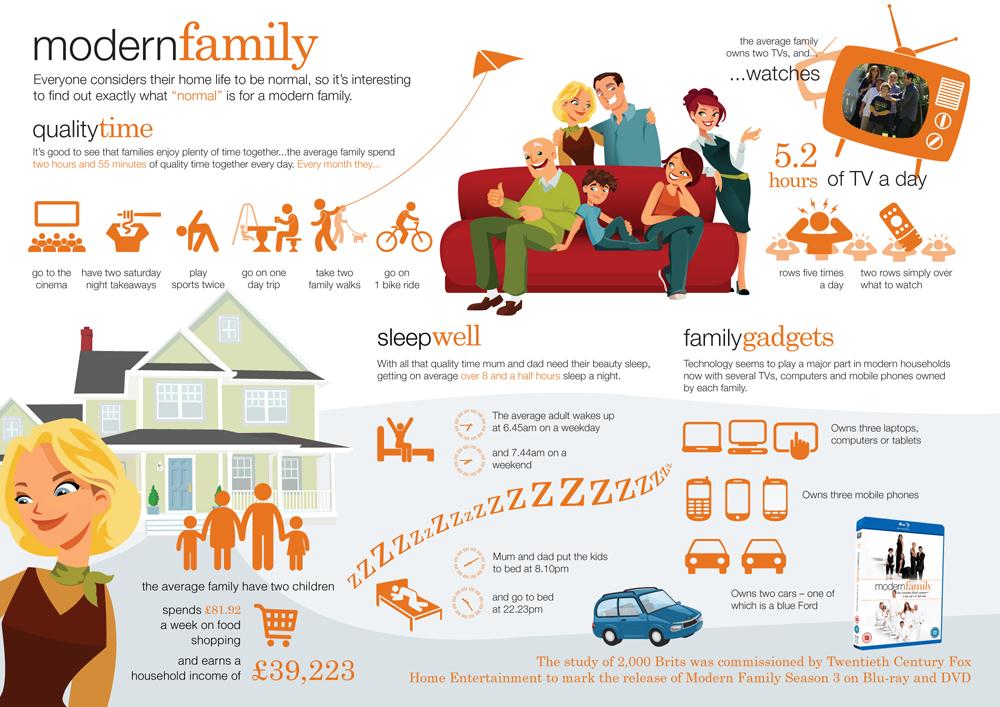 modernfamily
Everyone considers their home life to be normal, so it's interesting
to find out exactly what “normal” is for a modern family.
qualitytime
It's good to see that families enjoy plenty of time together...the average family spend
two hours and 55 minutes of quality time together every day. Every month they...
go to the
cinema
have two saturday
night takeaways
play
sports twice
go on one
day trip
take two
family walks
go on
1 bike ride
the average family
owns two TVs, and...
...watches
5.2
hours of TV a day
rows five times
a day
two rows simply over
what to watch
sleepwell
With all that quality time mum and dad need their beauty sleep,
getting on average over 8 and a half hours sleep a night.
The average adult wakes up
at 6.45am on a weekday
and 7.44am on a
weekend
zzZZZzzzZZzzzZZZZZZZzzzzz
Mum and dad put the kids
to bed at 8.10pm
and go to bed
at 22.23pm
familygadgets
Technology seems to play a major part in modern households
now with several TVs, computers and mobile phones owned
by each family.
Owns three laptops,
computers or tablets
Owns three mobile phones
Owns two cars – one of
which is a blue Ford
modern family
the average family have two children
spends £81.92
a week on food
shopping
and earns a
household income of £39,223
The study of 2,000 Brits was commissioned by Twentieth Century Fox
Home Entertainment to mark the release of Modern Family Season 3 on Blu-ray and DVD